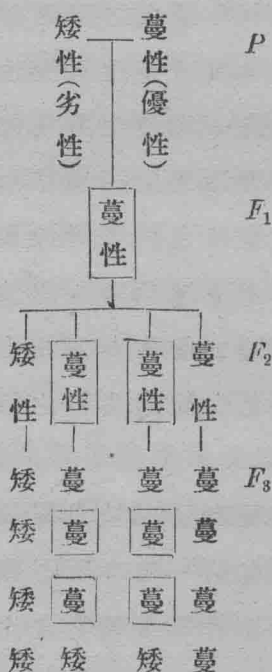 矮性(劣性) 蔓性(優性) P
蔓性 F1
矮性 蔓性 蔓性 蔓性 F2
矮 蔓 蔓 蔓 F3
矮 蔓 蔓 蔓
矮 蔓 蔓 蔓
矮 矮 矮 蔓